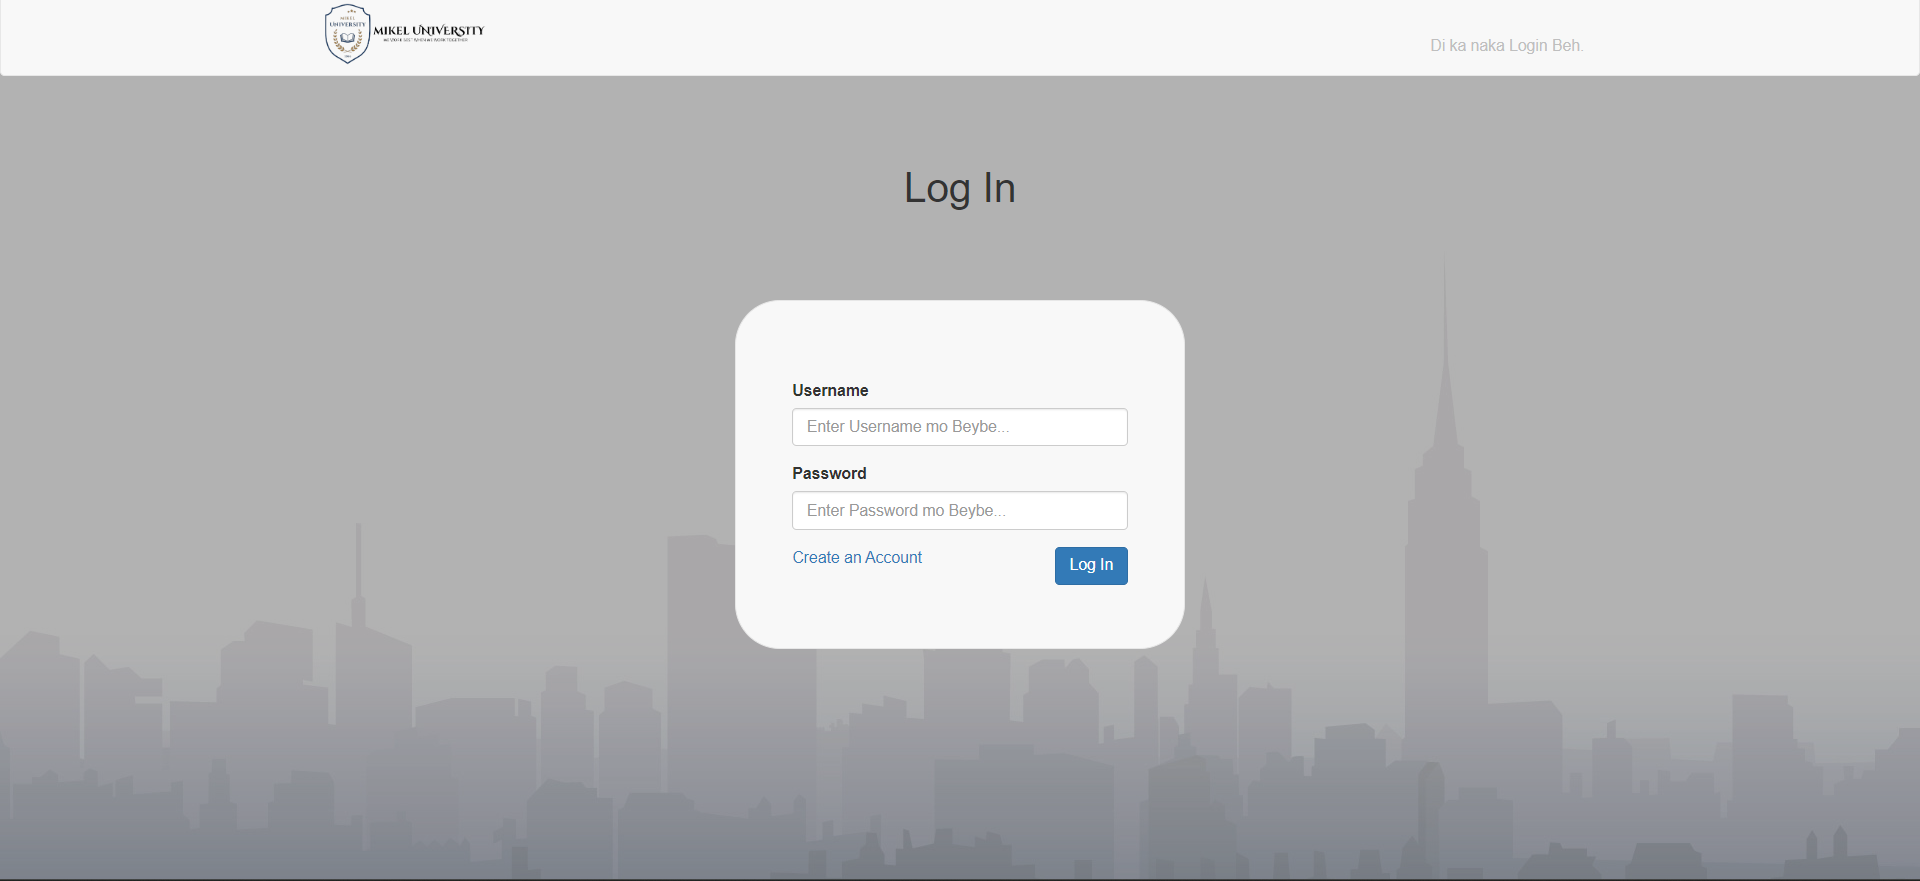 MIKEL
UNIVERSITY
MIKEL UNIVERSITY
Di ka naka Login Beh.
Log In
Username
Enter Username mo Beybe...
Password
Enter Password mo Beybe...
Create an Account
Log In